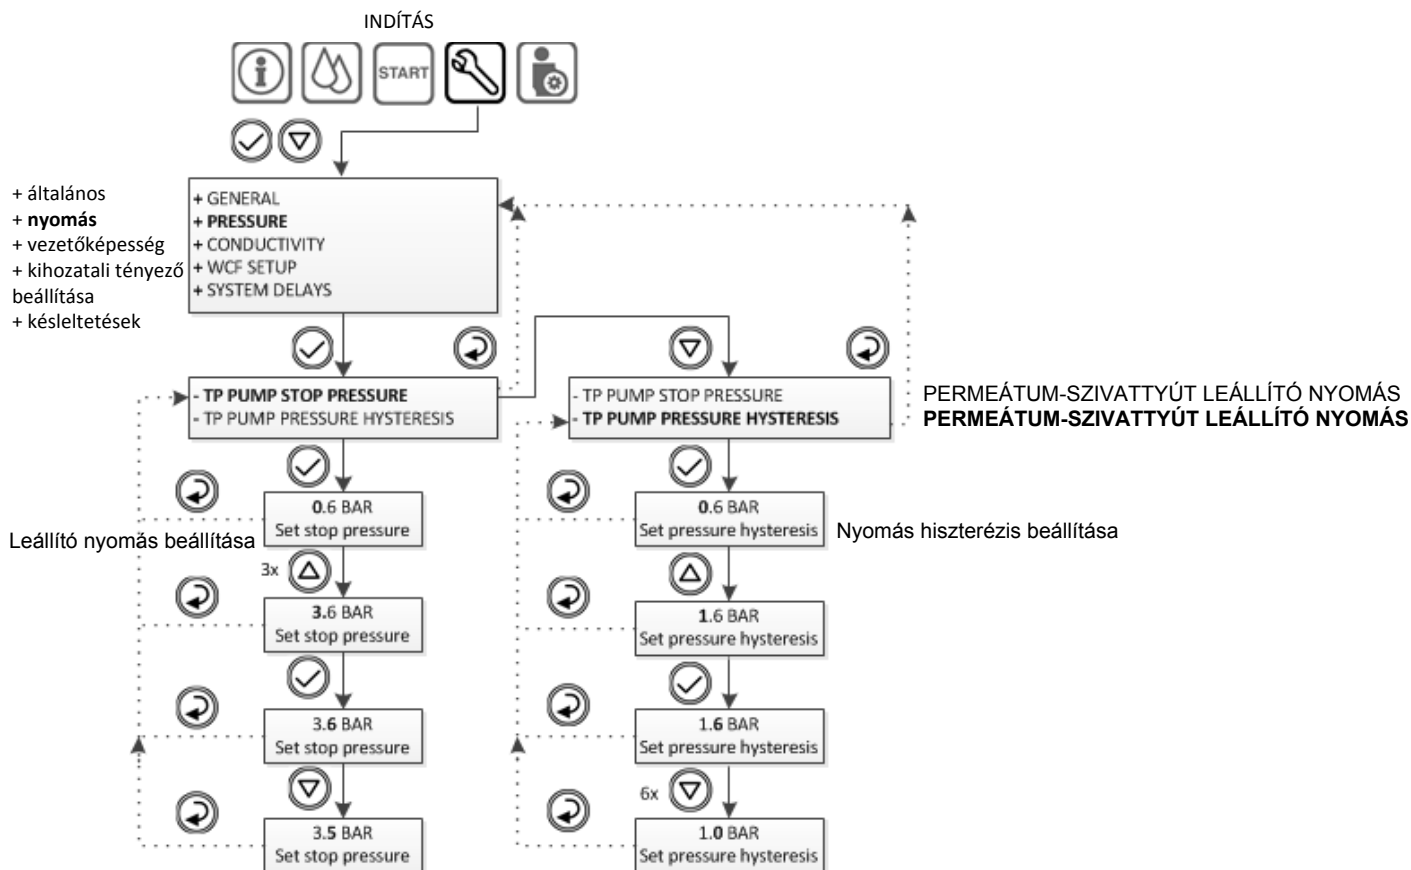 INDÍTÁS
START
+ általános
+ nyomás
+ vezetőképesség
+ kihozatali tényező
beállítása
+ késleltetések
+ GENERAL
+ PRESSURE
+ CONDUCTIVITY
+ WCF SETUP
+ SYSTEM DELAYS
- TP PUMP STOP PRESSURE
- TP PUMP PRESSURE HYSTERESIS
- TP PUMP STOP PRESSURE
- TP PUMP PRESSURE HYSTERESIS
PERMEÁTUM-SZIVATTYÚT LEÁLLÍTÓ NYOMÁS
PERMEÁTUM-SZIVATTYÚT LEÁLLÍTÓ NYOMÁS
0.6 BAR
Set stop pressure
Leállító nyomás beállítása
3x
3.6 BAR
Set stop pressure
3.6 BAR
Set stop pressure
3.5 BAR
Set stop pressure
0.6 BAR
Set pressure hysteresis
Nyomás hiszterézis beállítása
1.6 BAR
Set pressure hysteresis
1.6 BAR
Set pressure hysteresis
6x
1.0 BAR
Set pressure hysteresis